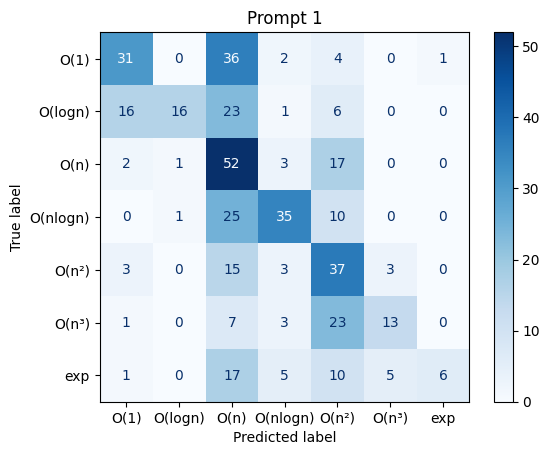 Prompt 1
O(1) 31 0 36 2 4 0 1
O(logn) 16 16 23 1 6 0 0
O(n) 2 1 52 3 17 0 0
O(nlogn) 0 1 25 35 10 0 0
O(n²) 3 0 15 3 37 3 0
O(n³) 1 0 7 3 23 13 0
exp 1 0 17 5 10 5 6
O(1) O(logn) O(n) O(nlogn) O(n²) O(n³) exp
Predicted label
True label
50
40
30
20
10
0